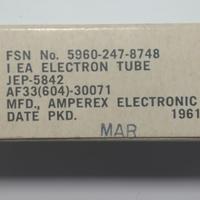 FSN No. 5960-247-8748
1 EA ELECTRON TUBE
JEP-5842
AF33(604)-30071
MFD., AMPEREX ELECTRONIC
DATE PKD. 1961
MAR